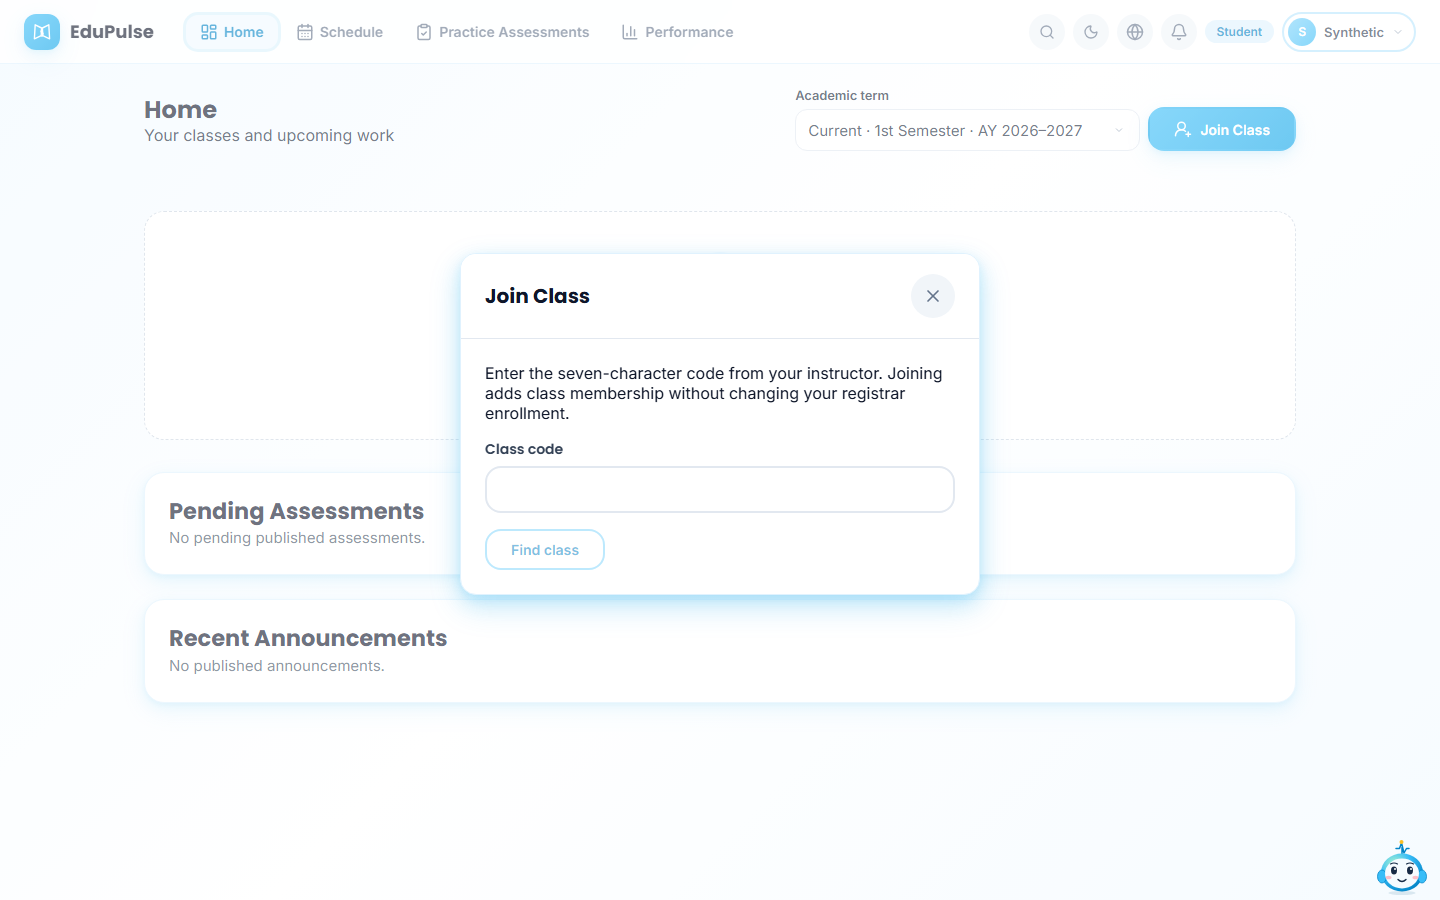 EduPulse
Home
Schedule
Practice Assessments
Performance
Student
S
Synthetic
Home
Your classes and upcoming work
Academic term
Current · 1st Semester · AY 2026–2027
Join Class
Join Class
Enter the seven-character code from your instructor. Joining
adds class membership without changing your registrar
enrollment.
Class code
Find class
Pending Assessments
No pending published assessments.
Recent Announcements
No published announcements.